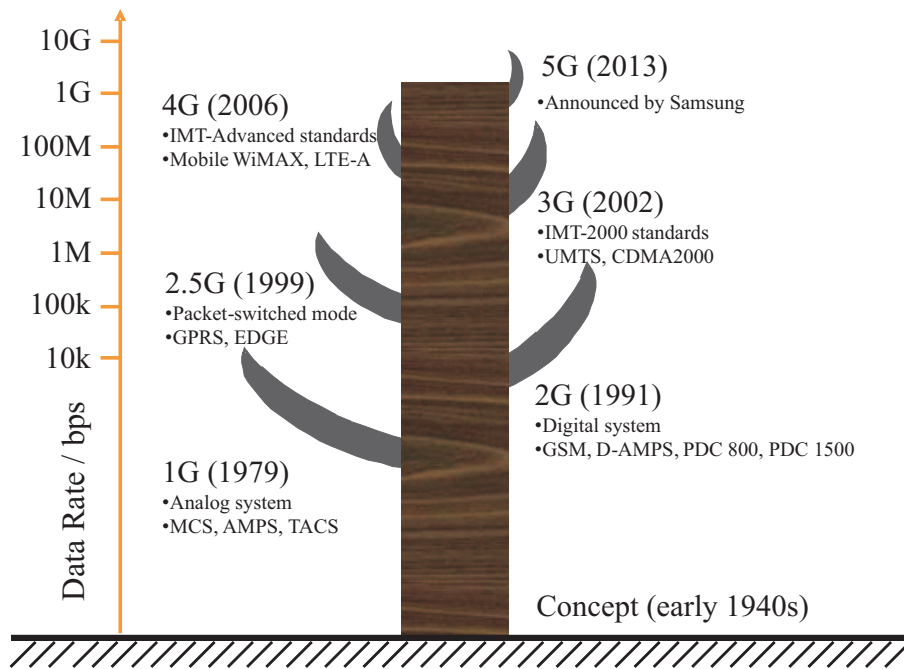 10G
1G
100M
10M
1M
100k
10k
Data Rate / bps
5G (2013)
•Announced by Samsung
4G (2006)
•IMT-Advanced standards
•Mobile WiMAX, LTE-A
3G (2002)
•IMT-2000 standards
•UMTS, CDMA2000
2.5G (1999)
•Packet-switched mode
•GPRS, EDGE
2G (1991)
•Digital system
•GSM, D-AMPS, PDC 800, PDC 1500
1G (1979)
•Analog system
•MCS, AMPS, TACS
Concept (early 1940s)